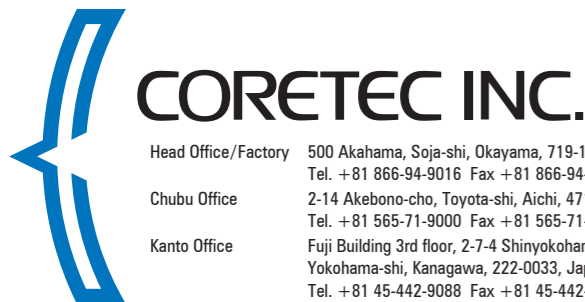 CORETEC INC.
Head Office/Factory 500 Akahama, Soja-shi, Okayama, 719-1
Tel. +81 866-94-9016 Fax +81 866-94-
Chubu Office 2-14 Akebono-cho, Toyota-shi, Aichi, 47
Tel. +81 565-71-9000 Fax +81 565-71-
Kanto Office Fuji Building 3rd floor, 2-7-4 Shinyokohar
Yokohama-shi, Kanagawa, 222-0033, Jap
Tel. +81 45-442-9088 Fax +81 45-442-